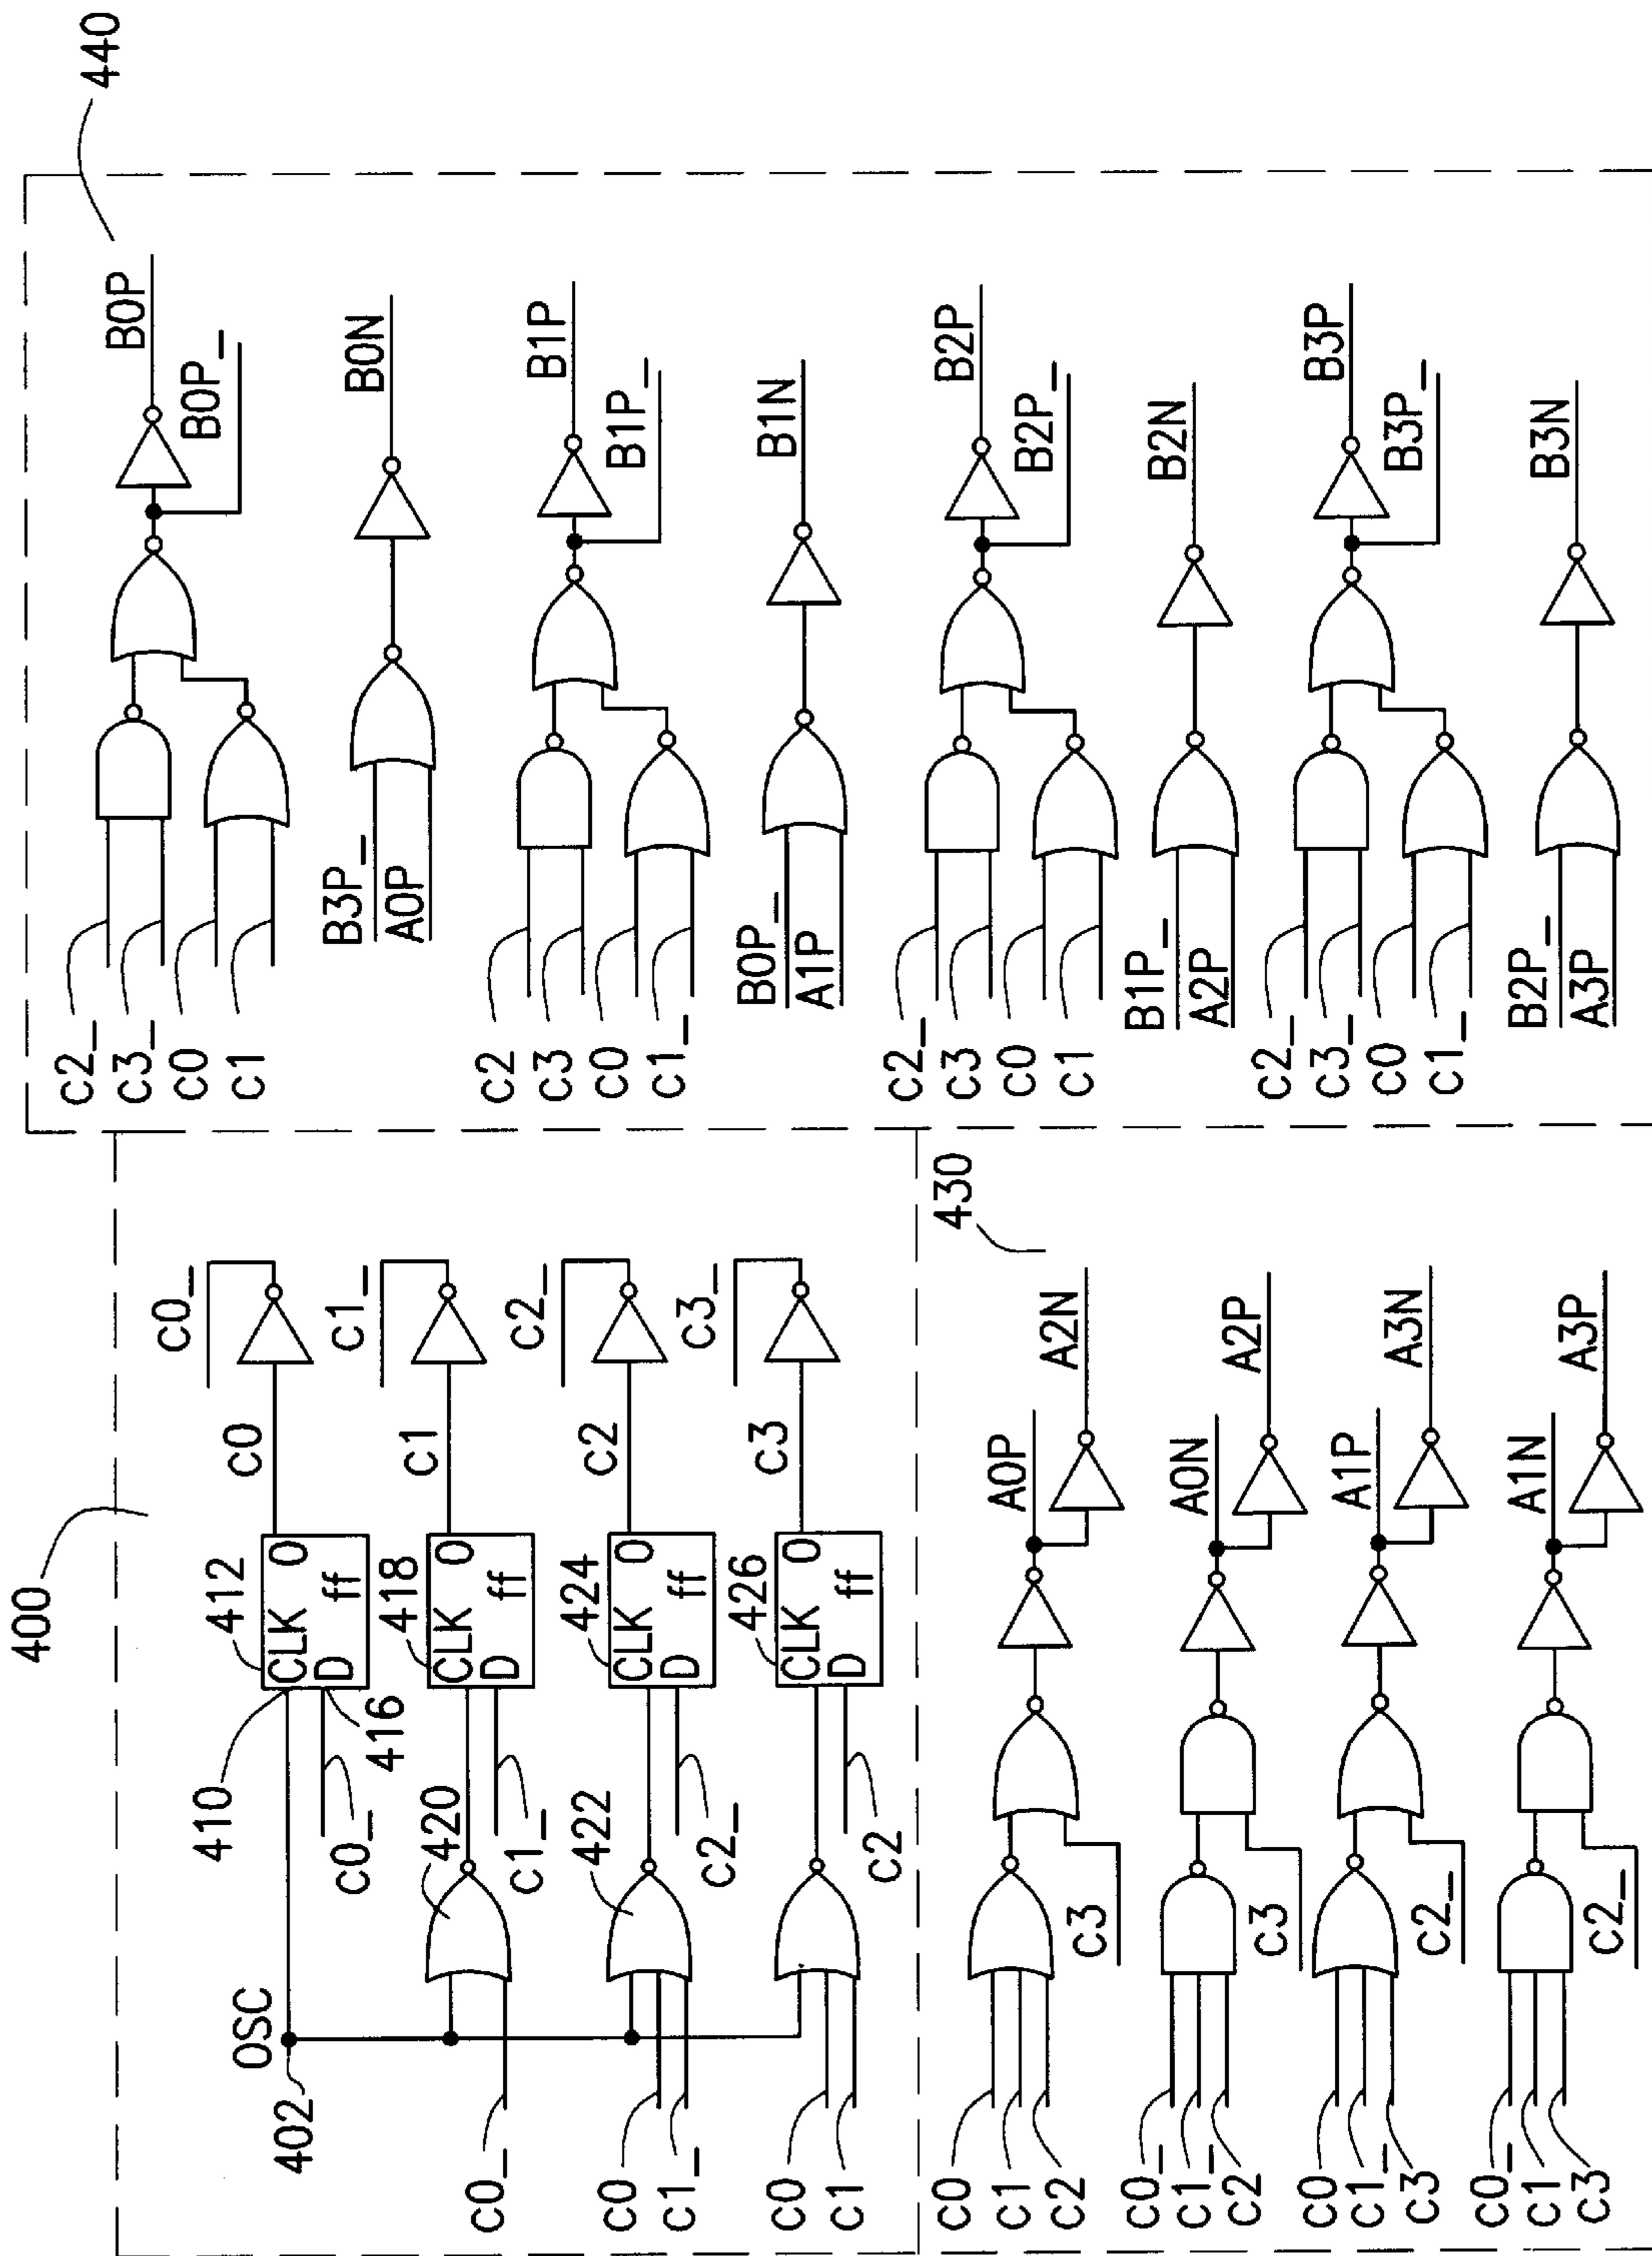 400
402
OSC
410
412
CLK O
D ff
416
C0_
C0
C0_
C0_
420
418
CLK O
D ff
C1_
C1
C1_
C0
C1_
422
424
CLK O
D ff
C2_
C2
C2_
C0
C1
426
CLK O
D ff
C2
C3
C3_
430
C0
C1
C2
C3
A0P
A2N
C0_
C1_
C2
C3
A0N
A2P
C0
C1_
C3
C2_
A1P
A3N
C0_
C1
C3
C2_
A1N
A3P
440
C2_
C3_
C0
C1
B0P
B0P_
B3P_
A0P
B0N
C2
C3
C0
C1_
B1P
B1P_
B0P_
A1P
B1N
C2_
C3
C0
C1
B2P
B2P_
B1P_
A2P
B2N
C2_
C3_
C0
C1_
B3P
B3P_
B2P_
A3P
B3N